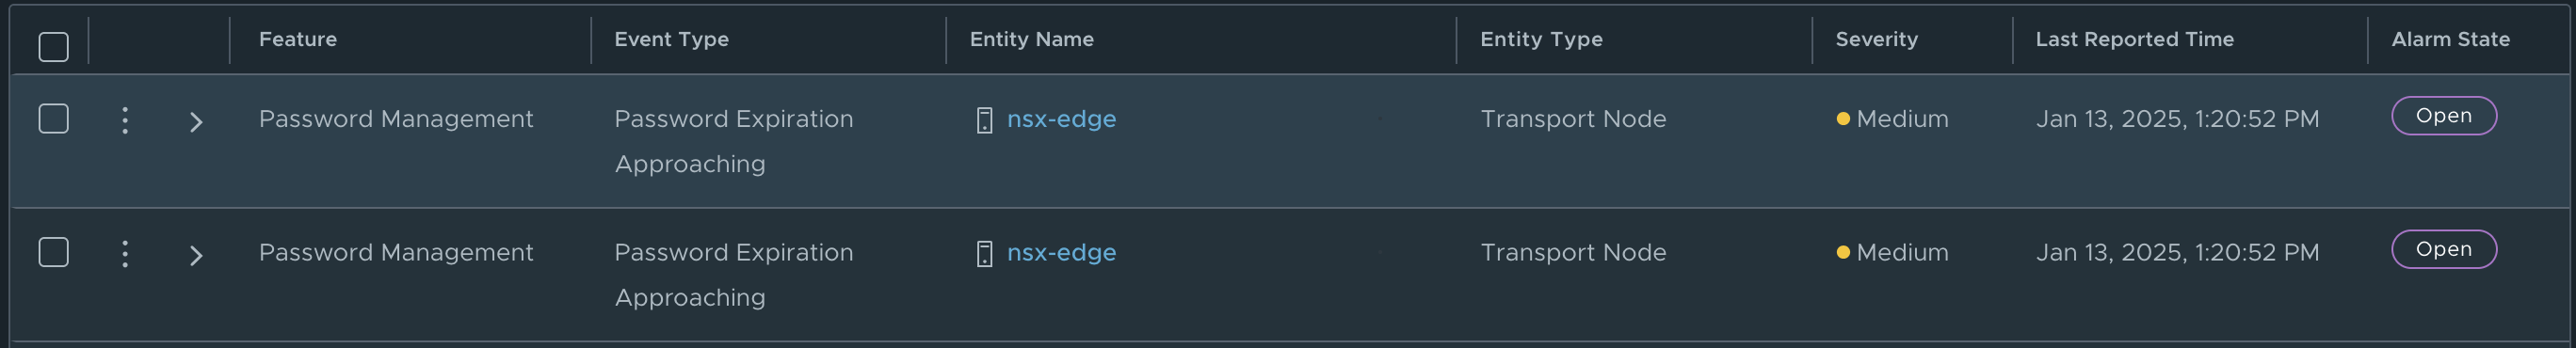 Feature Event Type Entity Name Entity Type Severity Last Reported Time Alarm State
Password Management Password Expiration nsx-edge Transport Node Medium Jan 13, 2025, 1:20:52 PM Open
Approaching
Password Management Password Expiration nsx-edge Transport Node Medium Jan 13, 2025, 1:20:52 PM Open
Approaching